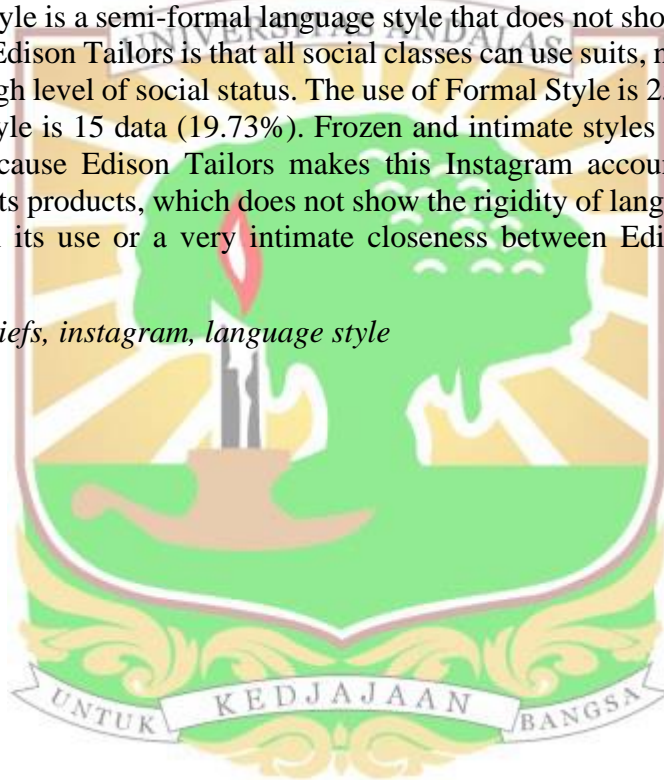 yle is a semi-formal language style that does not sho
UNIVERSITAS ANDALAS
Edison Tailors is that all social classes can use suits, n
gh level of social status. The use of Formal Style is 2.
yle is 15 data (19.73%). Frozen and intimate styles
cause Edison Tailors makes this Instagram accoun
ts products, which does not show the rigidity of lang
its use or a very intimate closeness between Edi
iefs, instagram, language style
UNTUK KEDJAJAAN BANGSA